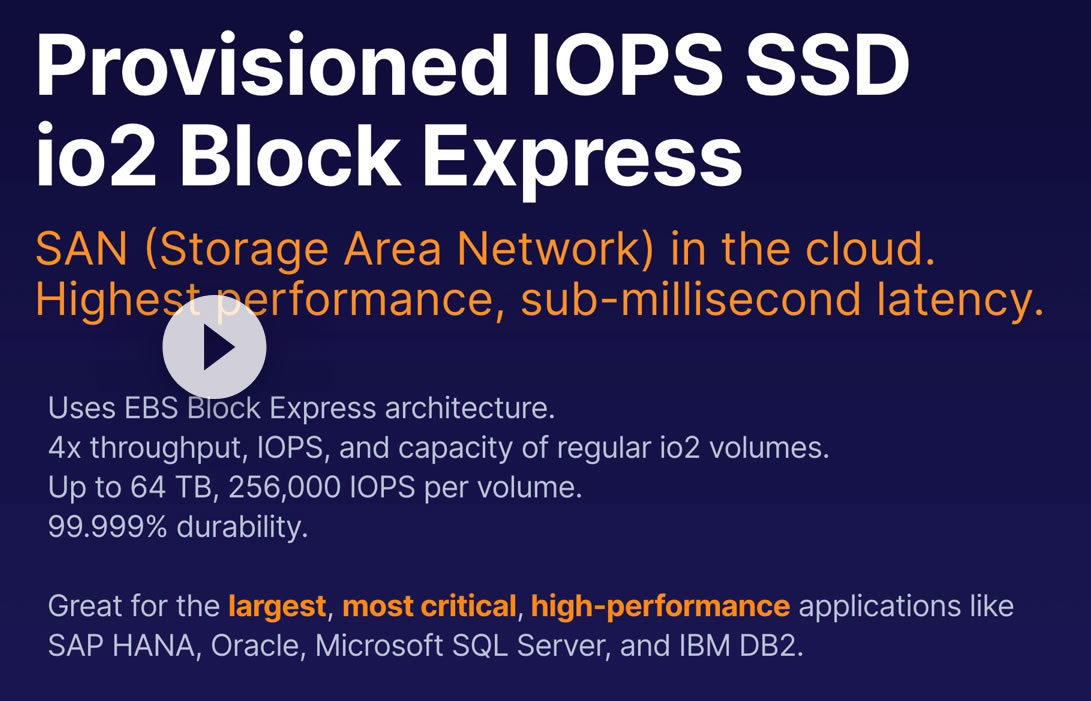 Provisioned IOPS SSD
io2 Block Express
SAN (Storage Area Network) in the cloud.
Highest performance, sub-millisecond latency.
Uses EBS Block Express architecture.
4x throughput, IOPS, and capacity of regular io2 volumes.
Up to 64 TB, 256,000 IOPS per volume.
99.999% durability.
Great for the largest, most critical, high-performance applications like
SAP HANA, Oracle, Microsoft SQL Server, and IBM DB2.